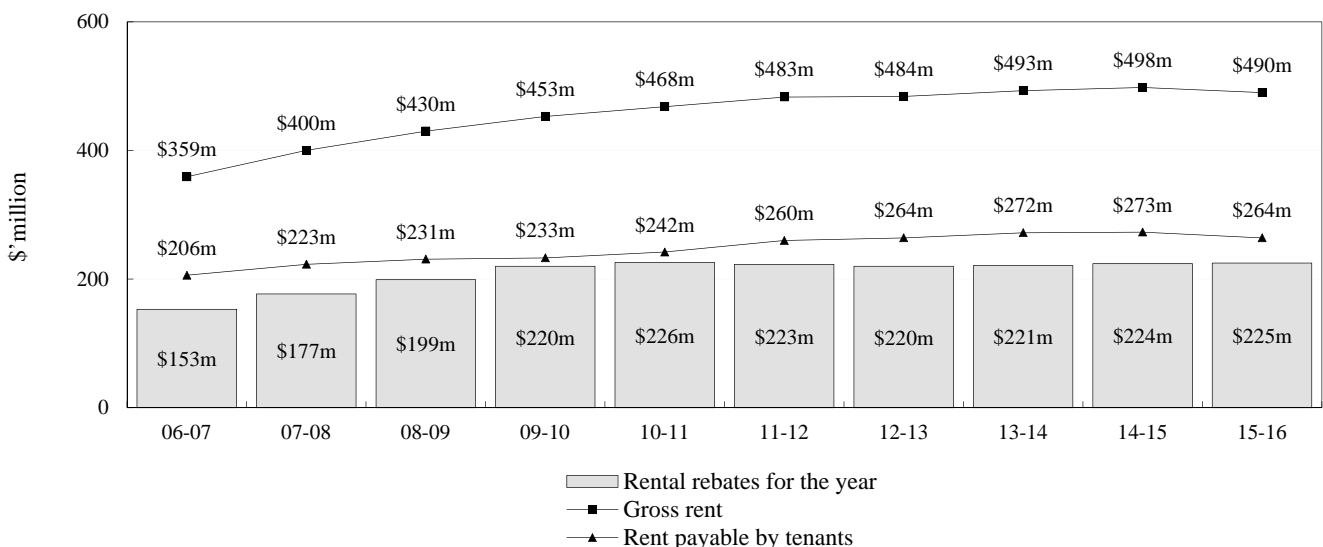 600
400
200
0
$'million
$359m
$400m
$430m
$453m
$468m
$483m
$484m
$493m
$498m
$490m
$206m
$223m
$231m
$233m
$242m
$260m
$264m
$272m
$273m
$264m
$153m
$177m
$199m
$220m
$226m
$223m
$220m
$221m
$224m
$225m
06-07
07-08
08-09
09-10
10-11
11-12
12-13
13-14
14-15
15-16
Rental rebates for the year
Gross rent
Rent payable by tenants